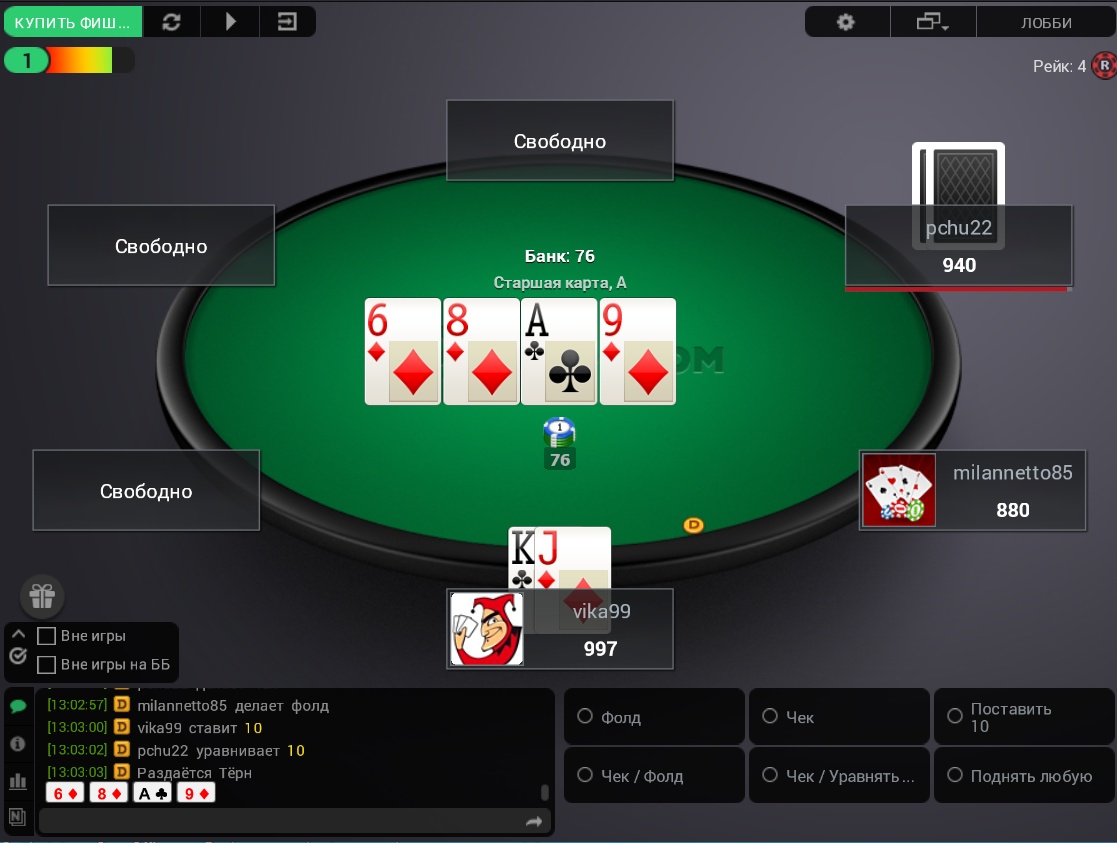 КУПИТЬ ФИШ...
ЛОББИ
1
Рейк: 4 R
Свободно
Свободно
pchu22
940
Банк: 76
Старшая карта, A
6 8 A 9
OM
1
76
Свободно
milannetto85
880
D
K J
vika99
997
Вне игры
Вне игры на ББ
[13:02:57] D milannetto85 делает фолд
[13:03:00] D vika99 ставит 10
[13:03:02] D pchu22 уравнивает 10
[13:03:03] D Раздаётся Тёрн
6 8 A 9
Фолд
Чек
Поставить
10
Чек / Фолд
Чек / Уравнять...
Поднять любую